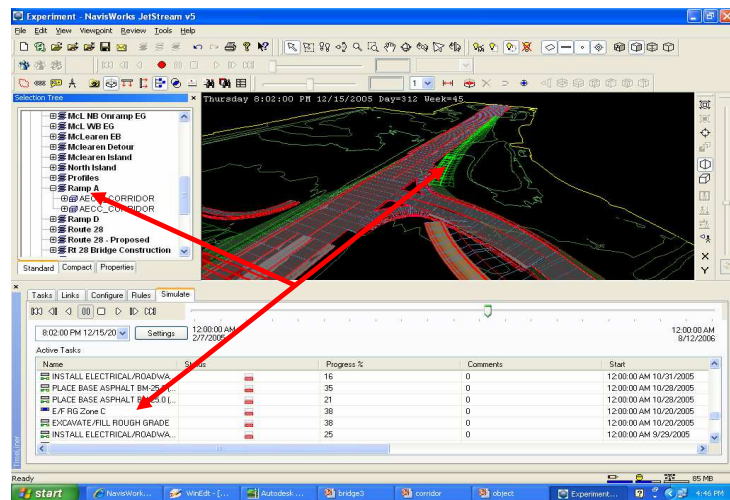 Experiment - NavisWorks JetStream v5
File Edit View Viewpoint Review Tools Help
1
Selection Tree
McL NB Onramp EG
McL WB EG
McLearen EB
Mclearen Detour
Mclearen Island
North Island
Profiles
Ramp A
AECC_CORRIDOR
AECC_CORRIDOR
Ramp D
Route 28
Route 28 - Proposed
Rt 28 Bridge Construction
Standard Compact Properties
Thursday 8:02:00 PM 12/15/2005 Day=312 Week=45
Tasks Links Configure Rules Simulate
8:02:00 PM 12/15/20 Settings
12:00:00 AM
2/7/2005
12:00:00 AM
8/12/2006
Active Tasks
Name Status Progress % Comments Start
INSTALL ELECTRICAL/ROADWA... 16 0 12:00:00 AM 10/31/2005
PLACE BASE ASPHALT BM-25.0 (... 35 0 12:00:00 AM 10/28/2005
PLACE BASE ASPHALT BM-25.0 (... 21 0 12:00:00 AM 10/28/2005
E/F RG Zone C 38 0 12:00:00 AM 10/20/2005
EXCAVATE/FILL ROUGH GRADE 38 0 12:00:00 AM 10/20/2005
INSTALL ELECTRICAL/ROADWA... 25 0 12:00:00 AM 9/29/2005
TimeLiner
Ready
85 MB
start NavisWork... WinEdt - [... Autodesk ... bridge3 corridor object Experiment... 4:46 PM